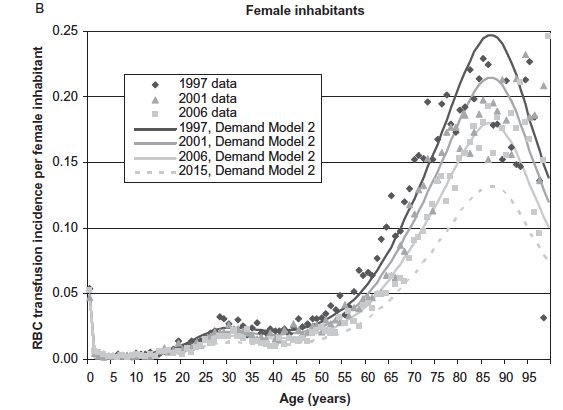 B
Female inhabitants
RBC transfusion incidence per female inhabitant
0.25
0.20
0.15
0.10
0.05
0.00
1997 data
2001 data
2006 data
1997, Demand Model 2
2001, Demand Model 2
2006, Demand Model 2
2015, Demand Model 2
0 5 10 15 20 25 30 35 40 45 50 55 60 65 70 75 80 85 90 95
Age (years)